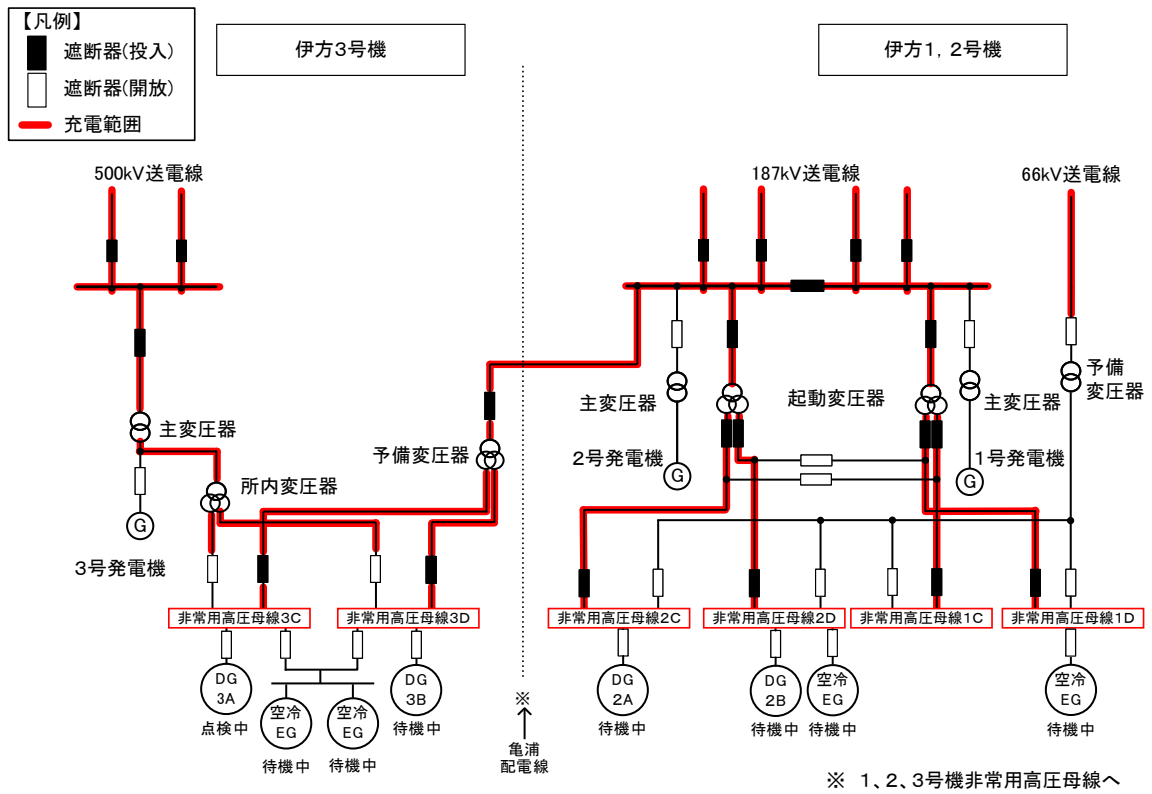 【凡例】
遮断器(投入)
遮断器(開放)
充電範囲
伊方3号機
伊方1，2号機
500kV送電線
187kV送電線
66kV送電線
主変圧器
所内変圧器
予備変圧器
G
3号発電機
主変圧器
2号発電機
G
起動変圧器
主変圧器
1号発電機
G
予備
変圧器
非常用高圧母線3C
非常用高圧母線3D
非常用高圧母線2C
非常用高圧母線2D
非常用高圧母線1C
非常用高圧母線1D
DG
3A
点検中
空冷
EG
待機中
空冷
EG
待機中
DG
3B
待機中
※
亀浦
配電線
DG
2A
待機中
DG
2B
待機中
空冷
EG
待機中
空冷
EG
待機中
※ 1、2、3号機非常用高圧母線へ